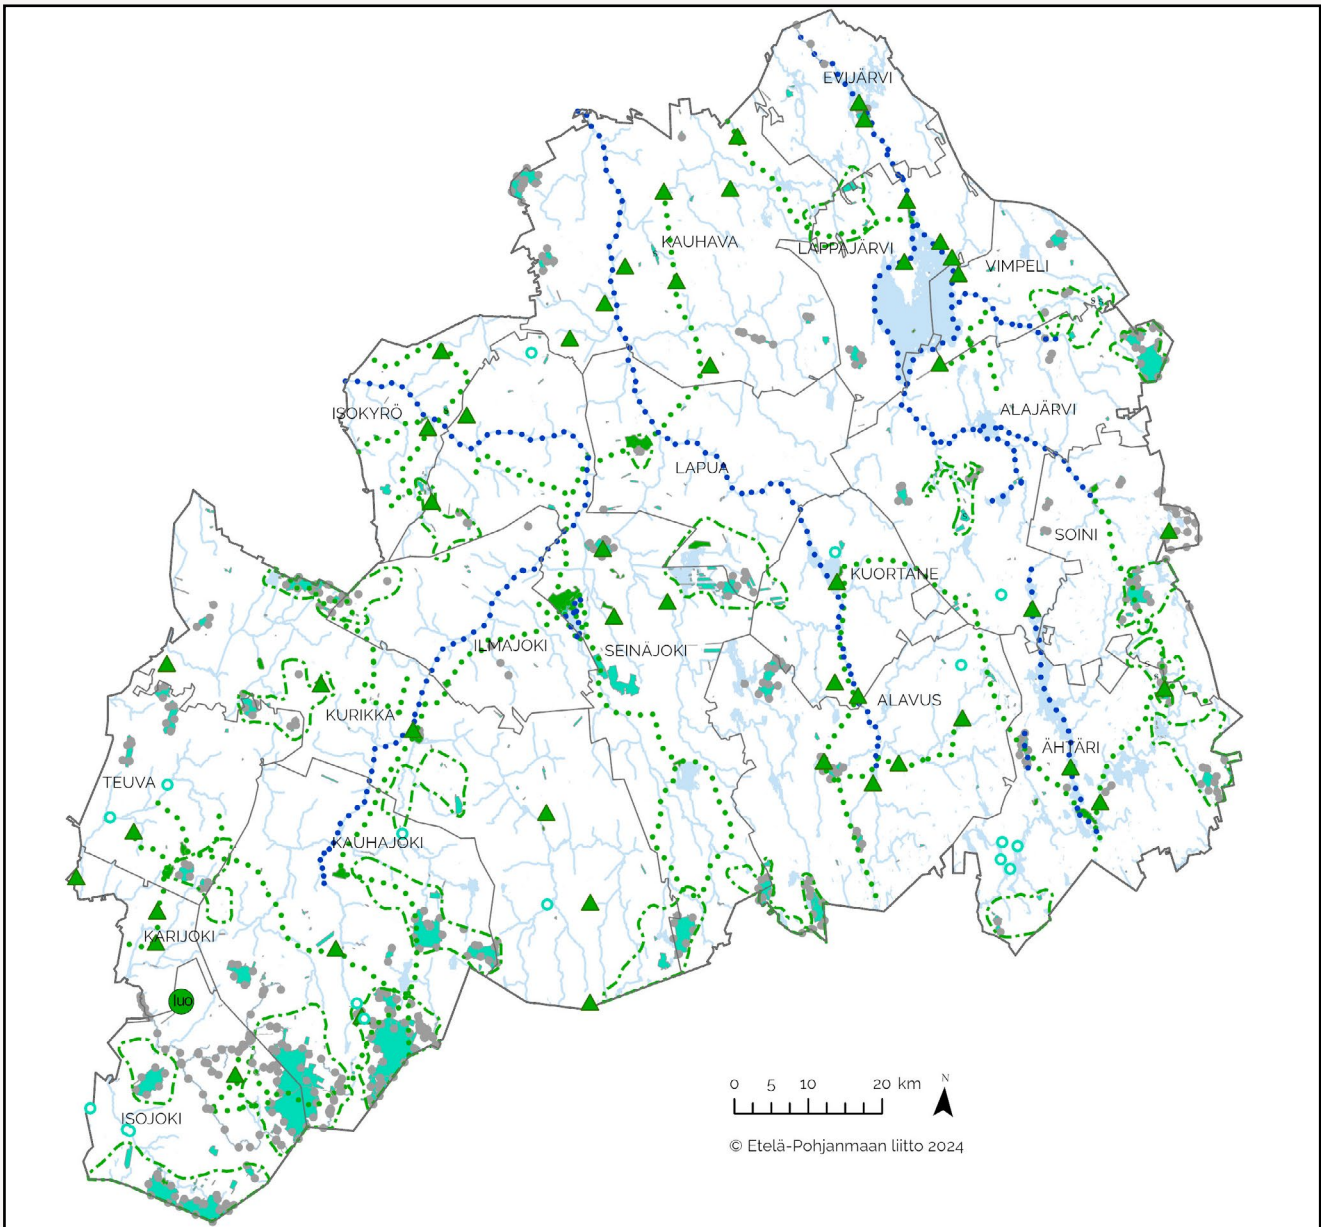 EVIJÄRVI
KAUHAVA
LAPPAJÄRVI
VIMPELI
ISOKYRÖ
ALAJÄRVI
LAPUA
SOINI
KUORTANE
ILMAJOKI
SEINÄJOKI
ALAVUS
KURIKKA
ÄHTÄRI
TEUVA
KAUHAJOKI
KARIJOKI
luo
ISOJOKI
0 5 10 20 km
N
© Etelä-Pohjanmaan liitto 2024